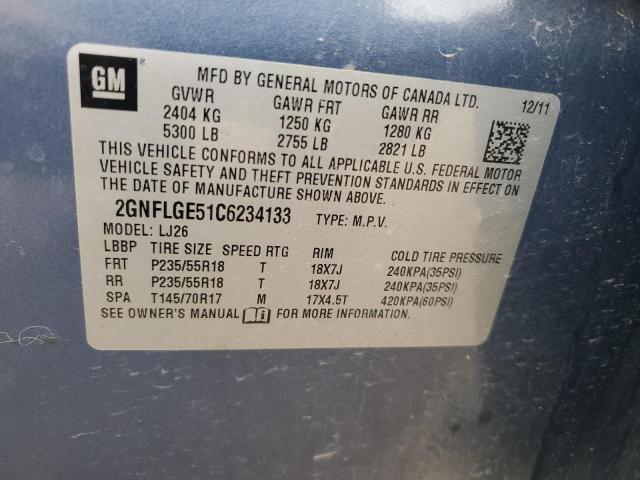 GM ®
MFD BY GENERAL MOTORS OF CANADA LTD.
GVWR GAWR FRT GAWR RR 12/11
2404 KG 1250 KG 1280 KG
5300 LB 2755 LB 2821 LB
THIS VEHICLE CONFORMS TO ALL APPLICABLE U.S. FEDERAL MOTOR
VEHICLE SAFETY AND THEFT PREVENTION STANDARDS IN EFFECT ON
THE DATE OF MANUFACTURE SHOWN ABOVE.
2GNFLGE51C6234133 TYPE: M.P.V.
MODEL: LJ26
LBBP TIRE SIZE SPEED RTG RIM COLD TIRE PRESSURE
FRT P235/55R18 T 18X7J 240KPA(35PSI)
RR P235/55R18 T 18X7J 240KPA(35PSI)
SPA T145/70R17 M 17X4.5T 420KPA(60PSI)
SEE OWNER'S MANUAL FOR MORE INFORMATION.